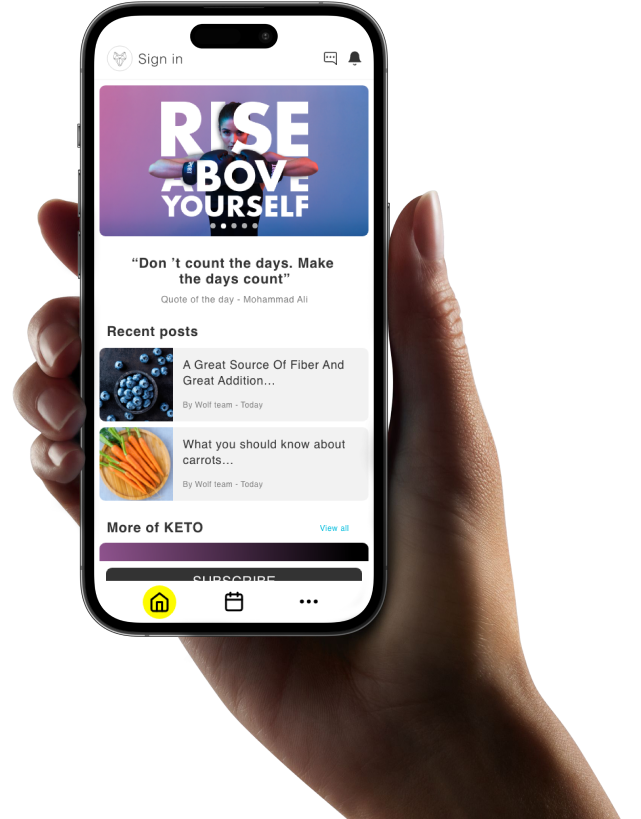 Sign in
RISE
ABOVE
YOURSELF
“Don ’t count the days. Make
the days count”
Quote of the day - Mohammad Ali
Recent posts
A Great Source Of Fiber And
Great Addition...
By Wolf team - Today
What you should know about
carrots...
By Wolf team - Today
More of KETO
View all
SUBSCRIBE